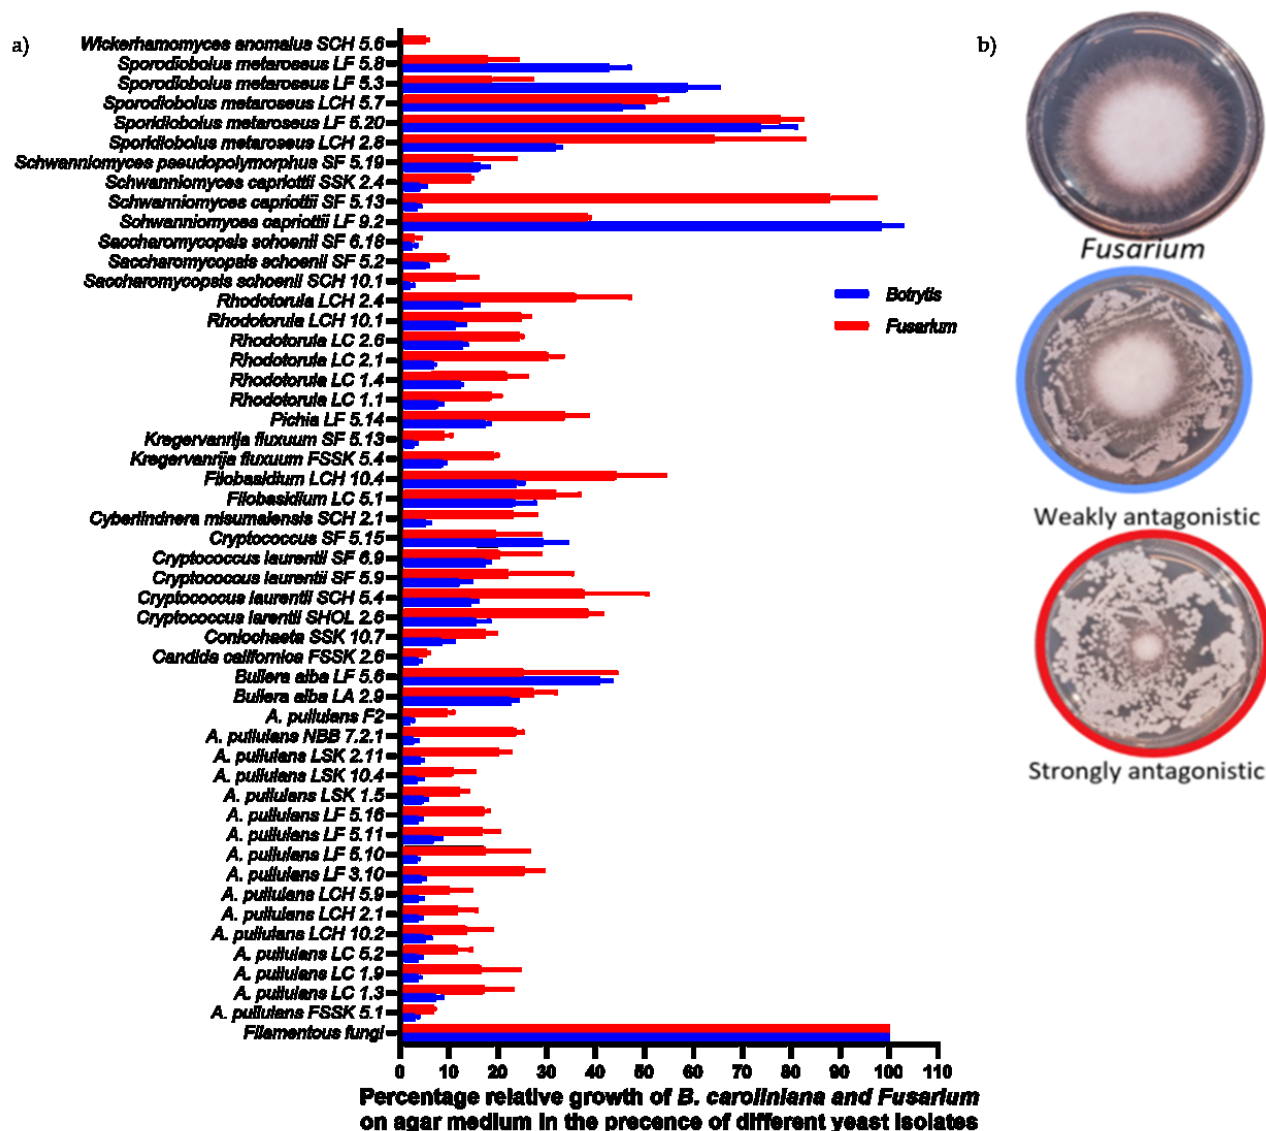 a)
Wickerhamomyces anomalus SCH 5.6
Sporodiobolus metaroseus LF 5.8
Sporodiobolus metaroseus LF 5.3
Sporodiobolus metaroseus LCH 5.7
Sporidiobolus metaroseus LF 5.20
Sporidiobolus metaroseus LCH 2.8
Schwanniomyces pseudopolymorphus SF 5.19
Schwanniomyces capriottii SSK 2.4
Schwanniomyces capriottii SF 5.13
Schwanniomyces capriottii LF 9.2
Saccharomycopsis schoenii SF 6.18
Saccharomycopsis schoenii SF 5.2
Saccharomycopsis schoenii SCH 10.1
Rhodotorula LCH 2.4
Rhodotorula LCH 10.1
Rhodotorula LC 2.6
Rhodotorula LC 2.1
Rhodotorula LC 1.4
Rhodotorula LC 1.1
Pichia LF 5.14
Kregervanrija fluxuum SF 5.13
Kregervanrija fluxuum FSSK 5.4
Filobasidium LCH 10.4
Filobasidium LC 5.1
Cyberlindnera misumaiensis SCH 2.1
Cryptococcus SF 5.15
Cryptococcus laurentii SF 6.9
Cryptococcus laurentii SF 5.9
Cryptococcus laurentii SCH 5.4
Cryptococcus larentii SHOL 2.6
Coniochaeta SSK 10.7
Candida californica FSSK 2.6
Bullera alba LF 5.6
Bullera alba LA 2.9
A. pullulans F2
A. pullulans NBB 7.2.1
A. pullulans LSK 2.11
A. pullulans LSK 10.4
A. pullulans LSK 1.5
A. pullulans LF 5.16
A. pullulans LF 5.11
A. pullulans LF 5.10
A. pullulans LF 3.10
A. pullulans LCH 5.9
A. pullulans LCH 2.1
A. pullulans LCH 10.2
A. pullulans LC 5.2
A. pullulans LC 1.9
A. pullulans LC 1.3
A. pullulans FSSK 5.1
Filamentous fungi
0 10 20 30 40 50 60 70 80 90 100 110
Percentage relative growth of B. caroliniana and Fusarium
on agar medium in the precence of different yeast isolates
Botrytis
Fusarium
b)
Fusarium
Weakly antagonistic
Strongly antagonistic